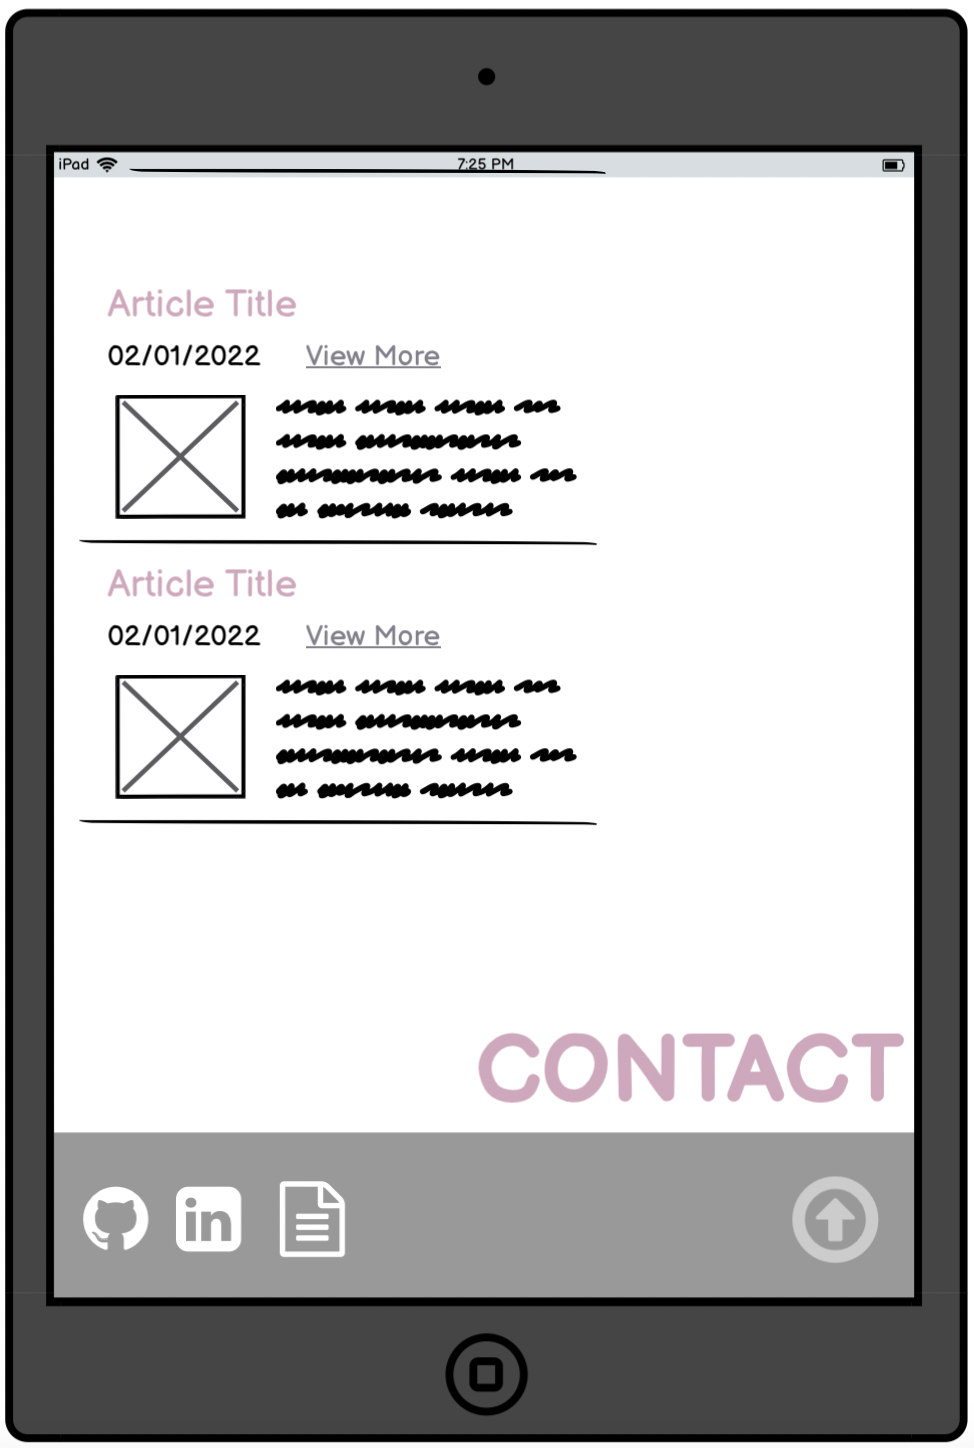 iPad 7:25 PM
Article Title
02/01/2022 View More
Article Title
02/01/2022 View More
CONTACT
in